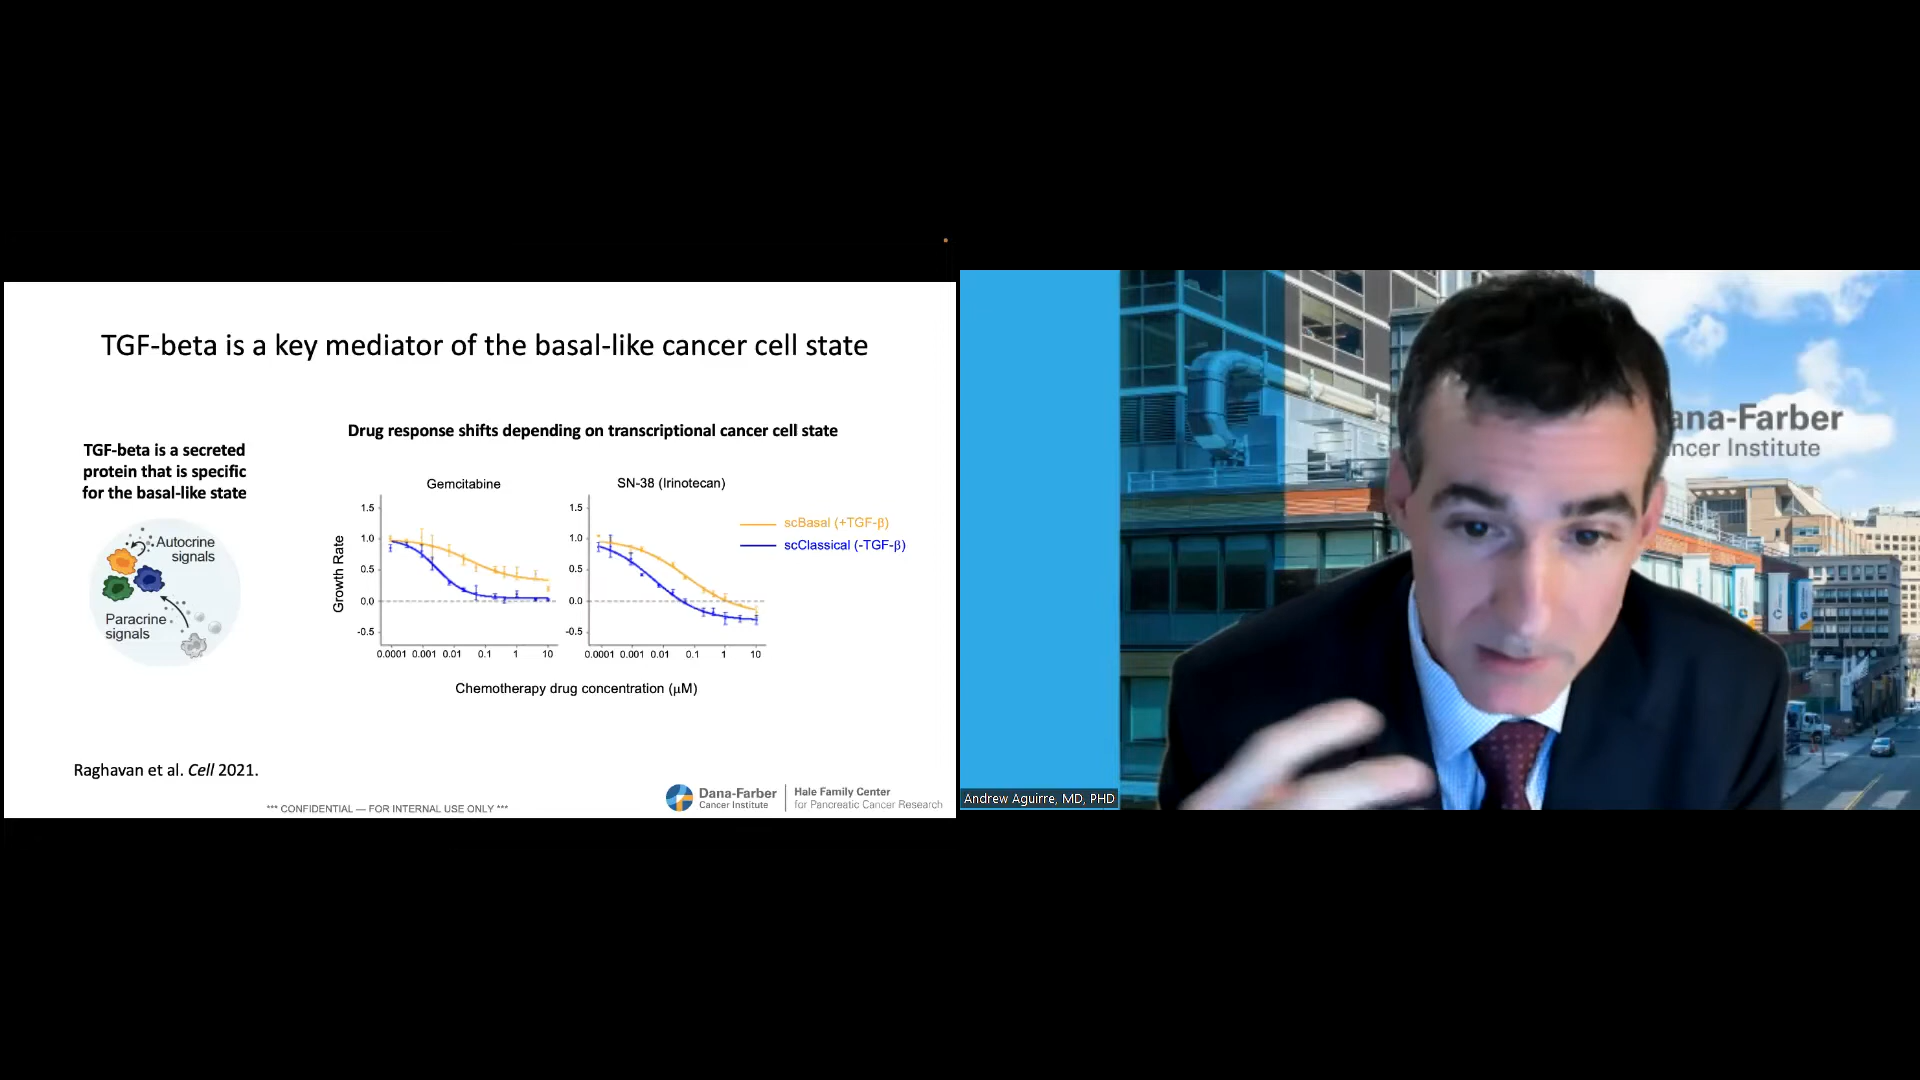 TGF-beta is a key mediator of the basal-like cancer cell state
TGF-beta is a secreted
protein that is specific
for the basal-like state
Autocrine
signals
Paracrine
signals
Drug response shifts depending on transcriptional cancer cell state
Gemcitabine
1.5
1.0
0.5
0.0
-0.5
0.0001 0.001 0.01 0.1 1 10
Growth Rate
SN-38 (Irinotecan)
1.5
1.0
0.5
0.0
-0.5
0.0001 0.001 0.01 0.1 1 10
scBasal (+TGF-β)
scClassical (-TGF-β)
Chemotherapy drug concentration (μM)
Raghavan et al. Cell 2021.
*** CONFIDENTIAL — FOR INTERNAL USE ONLY ***
Dana-Farber
Cancer Institute
Hale Family Center
for Pancreatic Cancer Research
ana-Farber
ncer Institute
Andrew Aguirre, MD, PHD